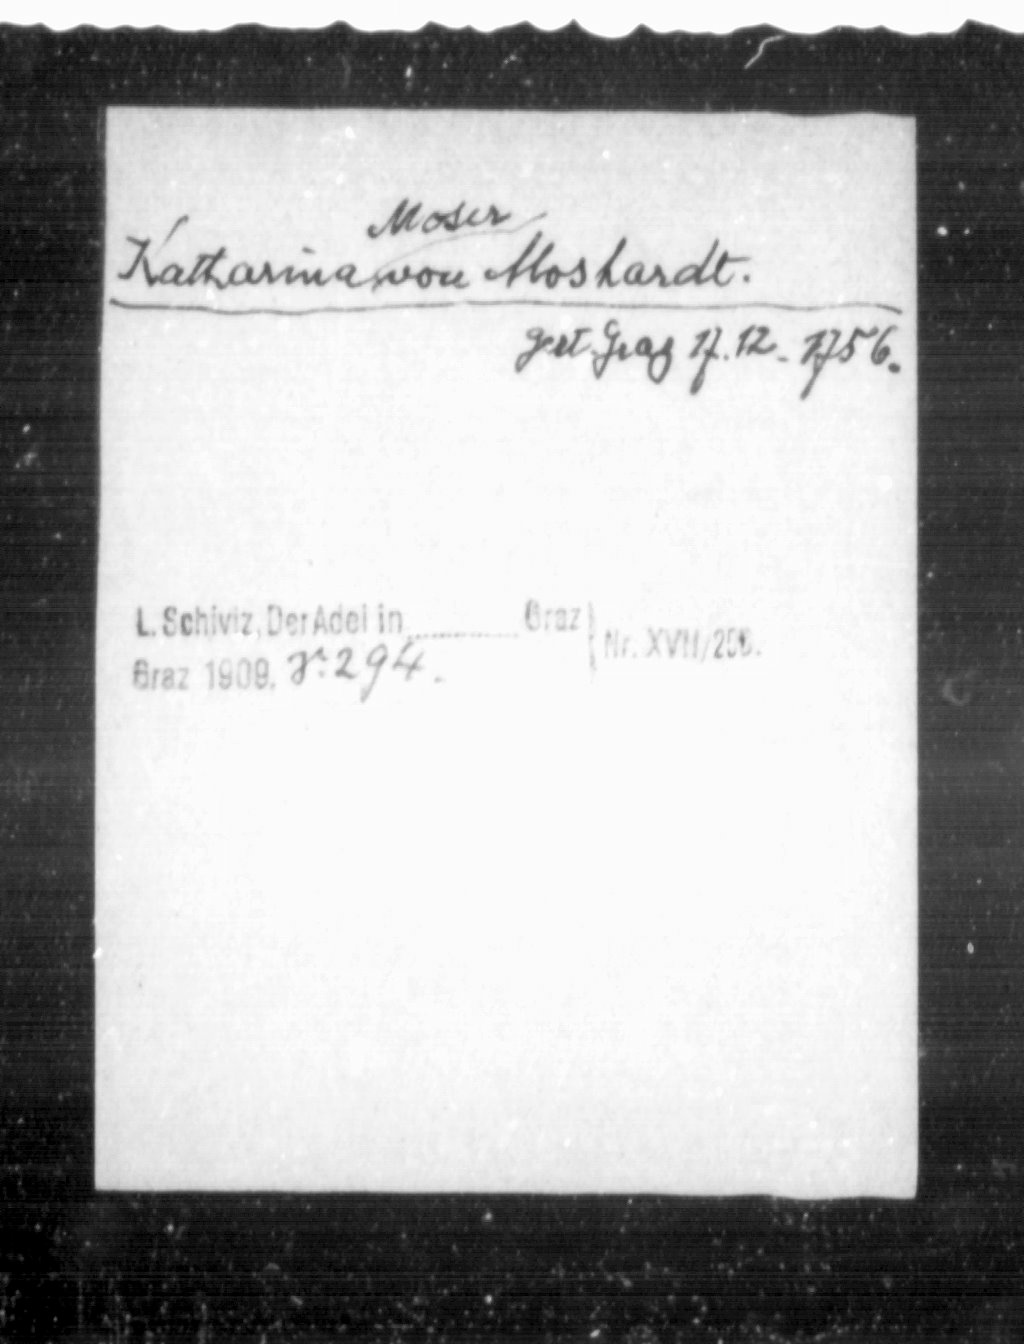 Moser
Katharina von Moshardt.
get. Graz 17.12.1756.
L. Schiviz, Der Adel in ............ Graz
Graz 1909. S. 294.
Nr. XVII/256.